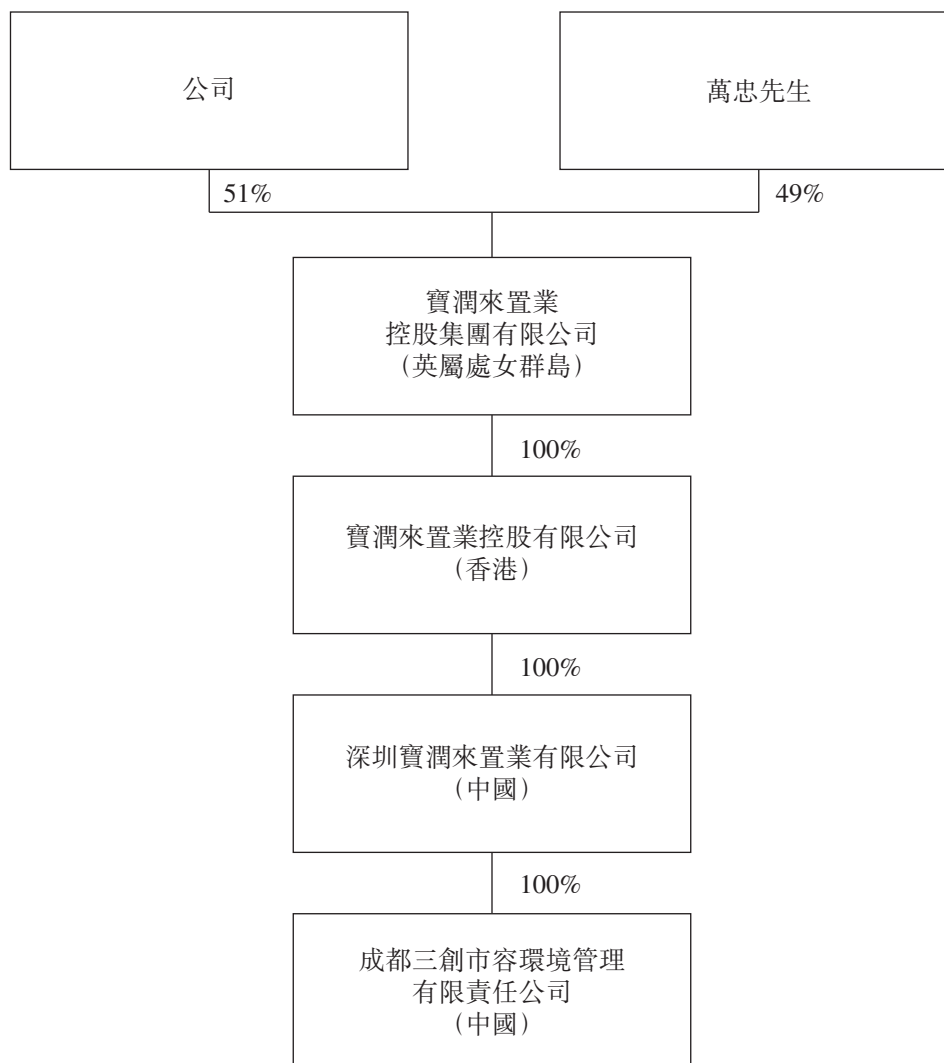 公司
萬忠先生
51%
49%
寶潤來置業
控股集團有限公司
（英屬處女群島）
100%
寶潤來置業控股有限公司
（香港）
100%
深圳寶潤來置業有限公司
（中國）
100%
成都三創市容環境管理
有限責任公司
（中國）